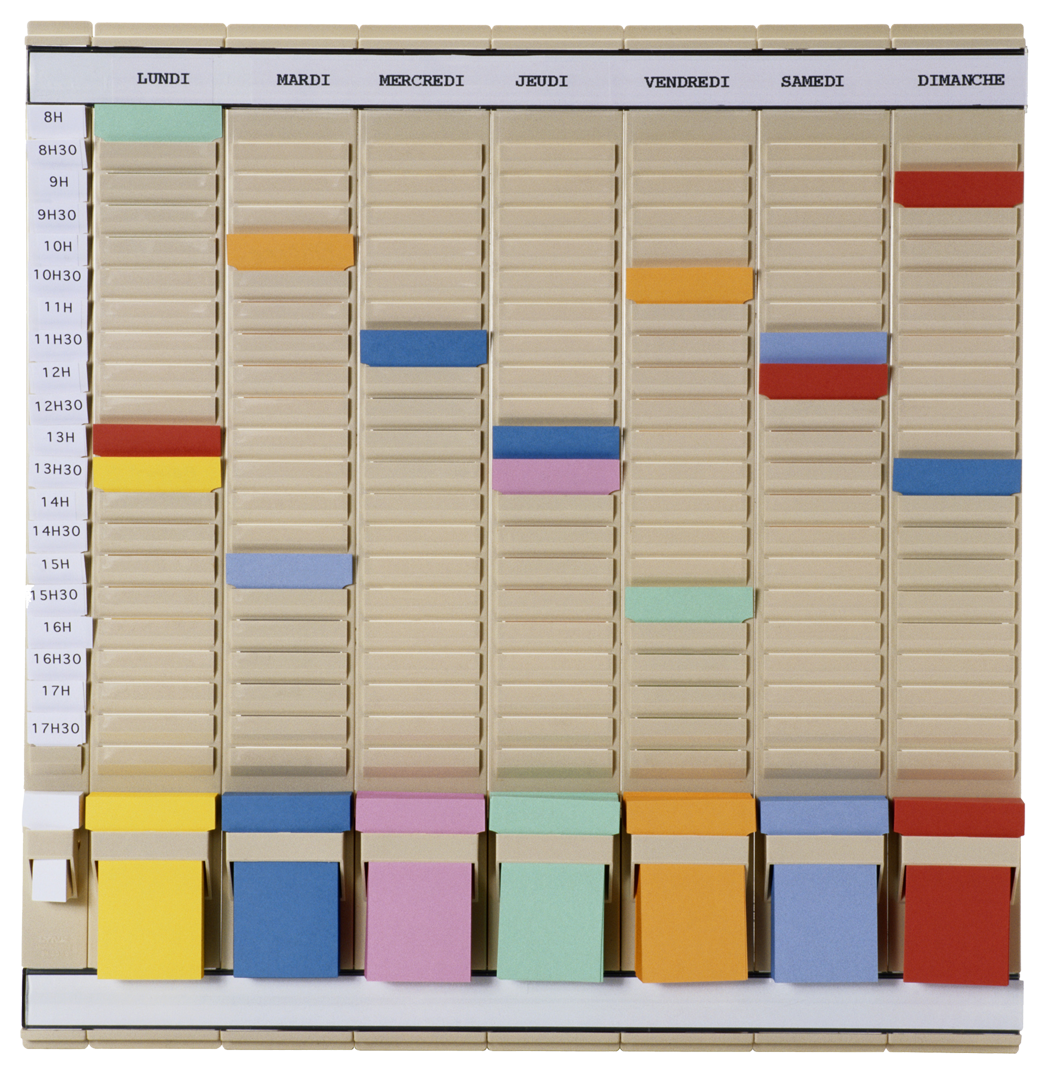 LUNDI MARDI MERCREDI JEUDI VENDREDI SAMEDI DIMANCHE
8H
8H30
9H
9H30
10H
10H30
11H
11H30
12H
12H30
13H
13H30
14H
14H30
15H
15H30
16H
16H30
17H
17H30